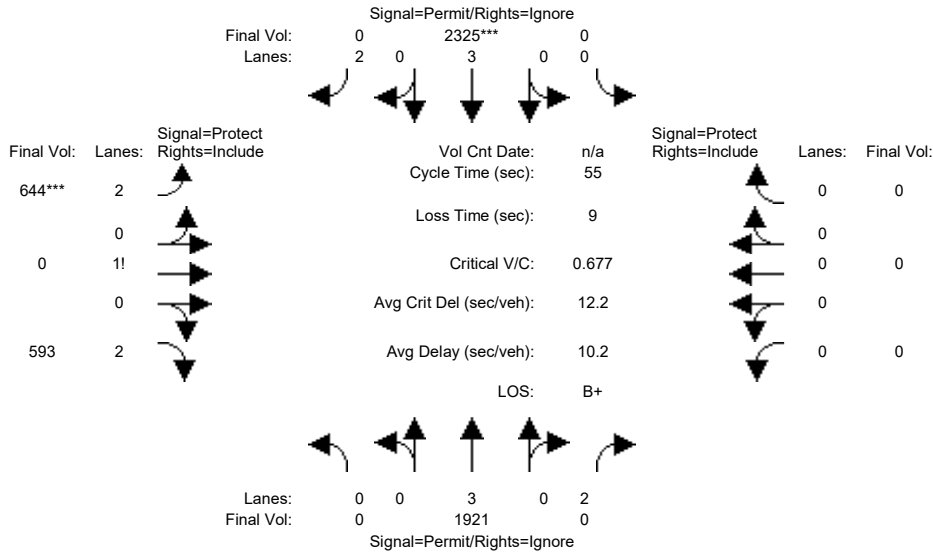 Signal=Permit/Rights=Ignore
Final Vol: 0 2325*** 0
Lanes: 2 0 3 0 0
Signal=Protect Signal=Protect
Final Vol: Lanes: Rights=Include Vol Cnt Date: n/a Rights=Include Lanes: Final Vol:
Cycle Time (sec): 55
644*** 2 0 0
Loss Time (sec): 9
0 0
0 1! Critical V/C: 0.677 0 0
0 Avg Crit Del (sec/veh): 12.2 0
593 2 Avg Delay (sec/veh): 10.2 0 0
LOS: B+
Lanes: 0 0 3 0 2
Final Vol: 0 1921 0
Signal=Permit/Rights=Ignore